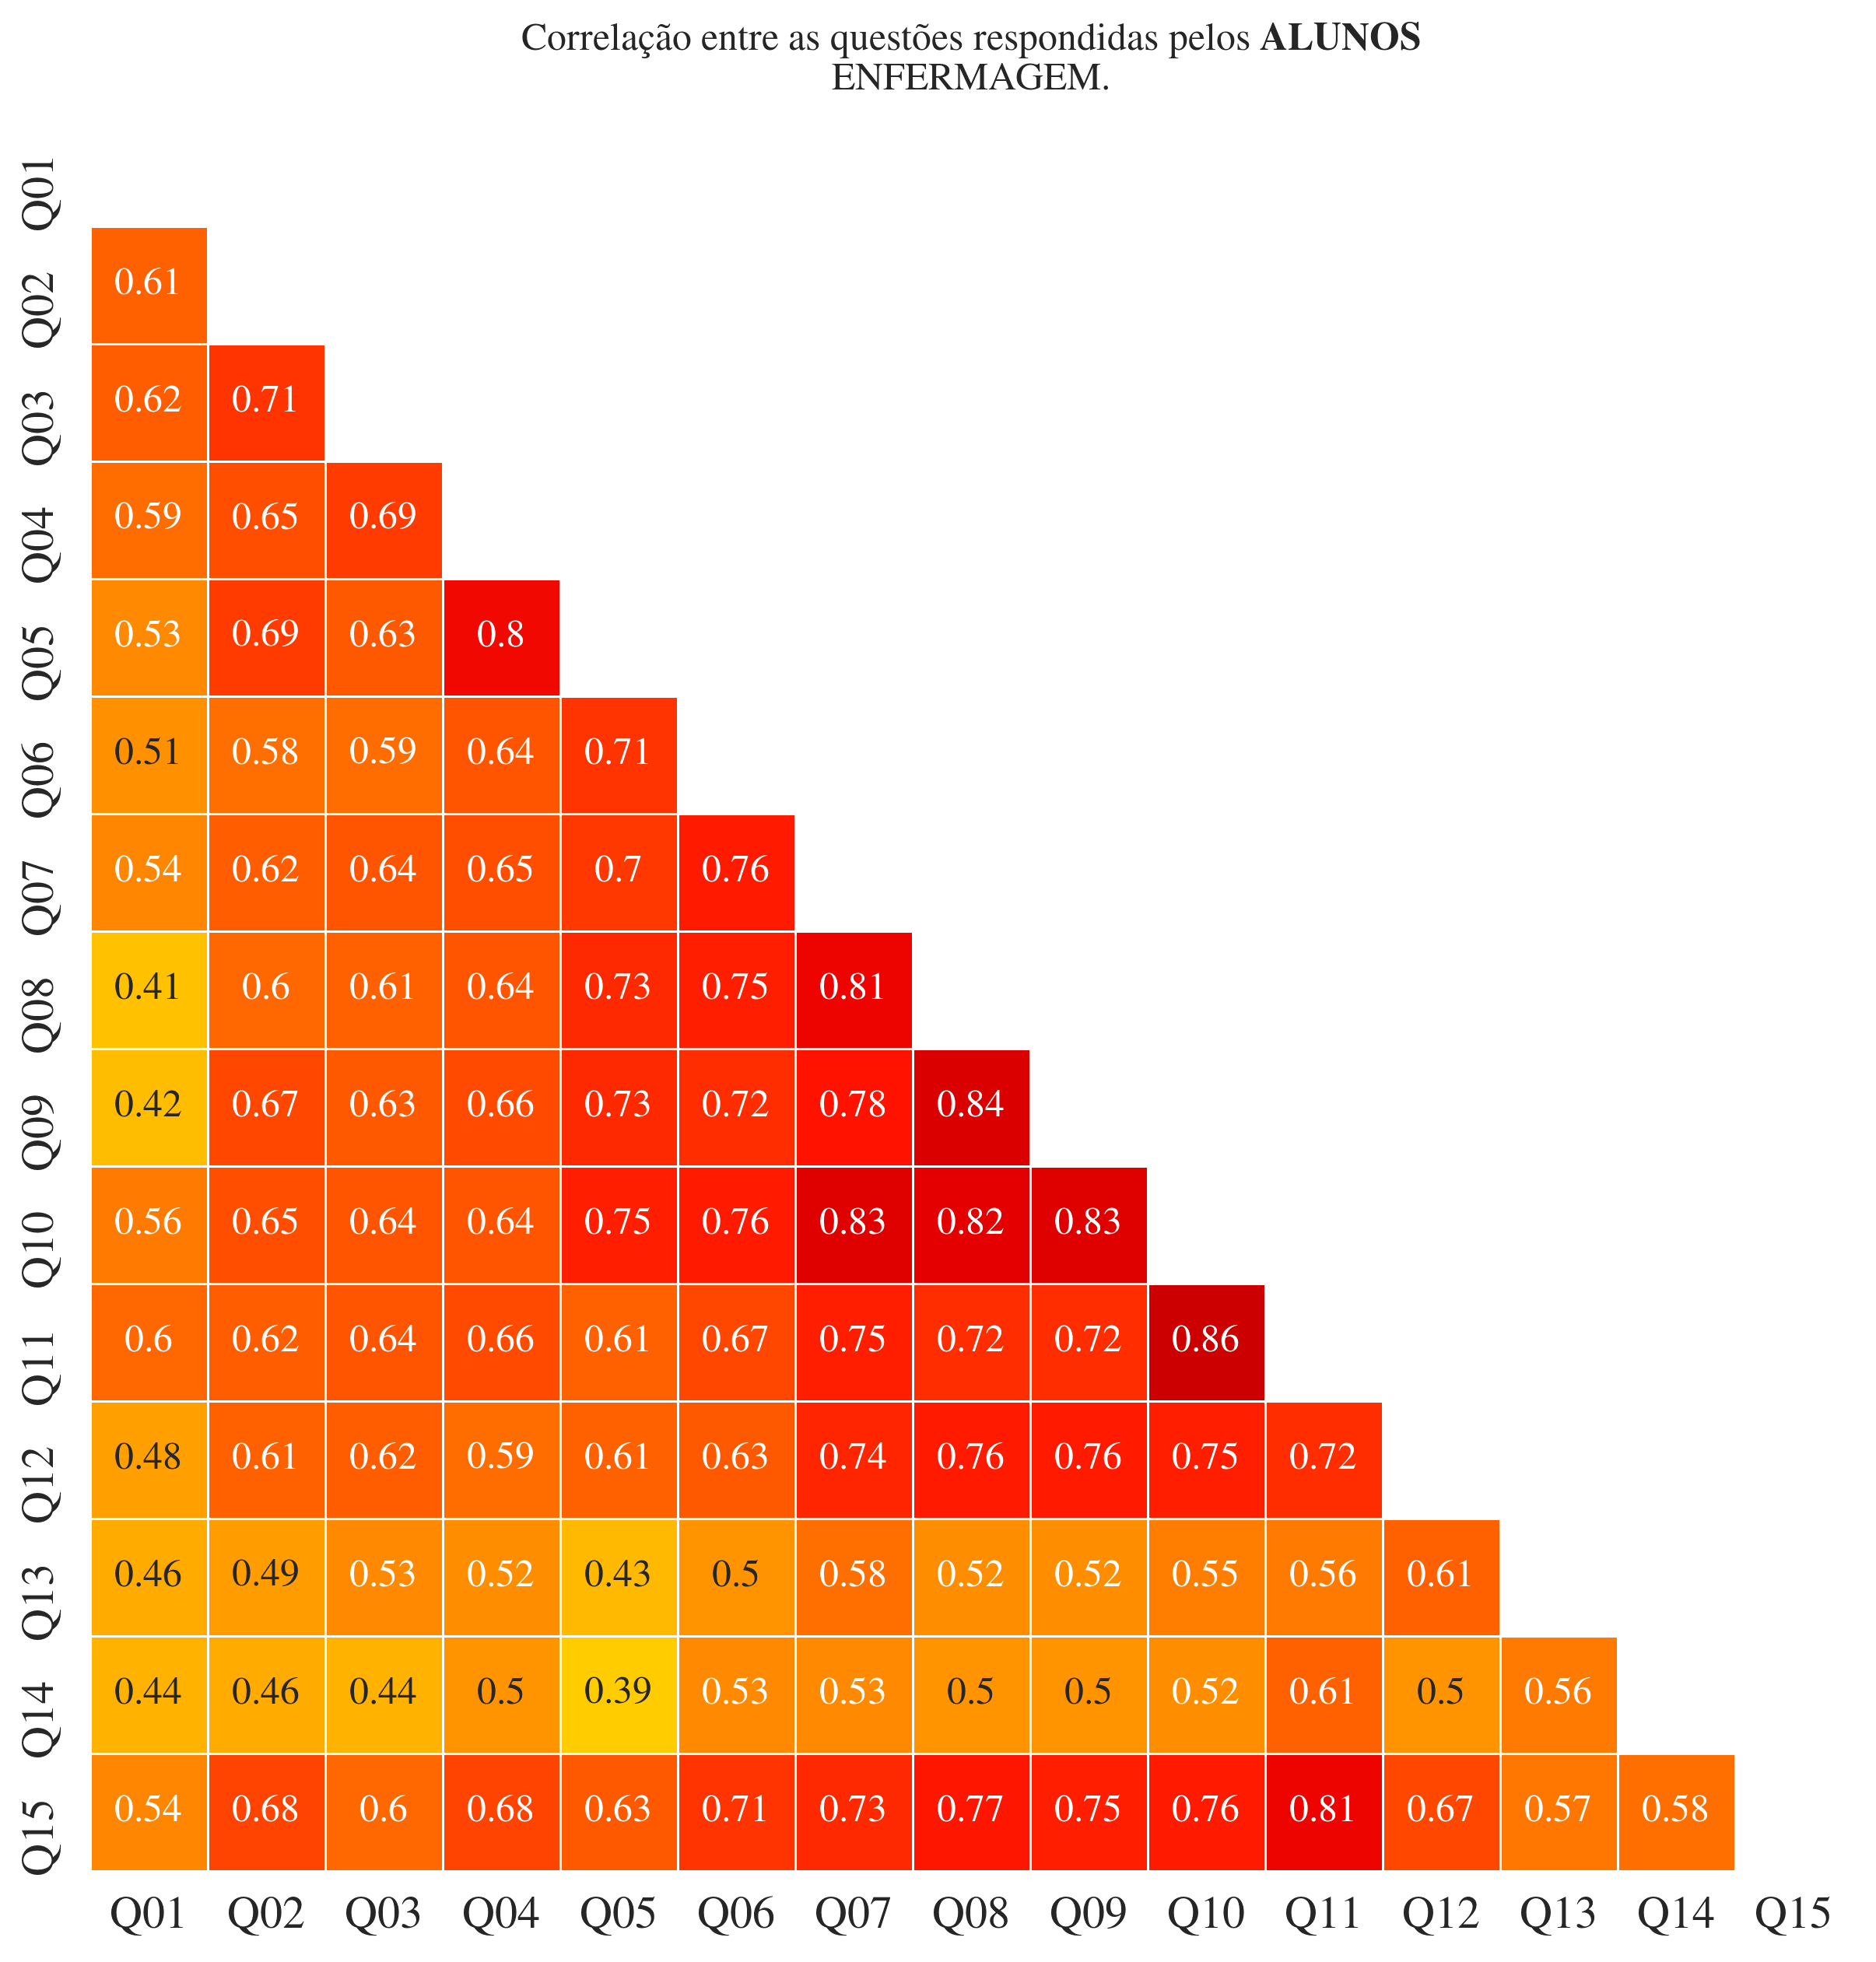 Correlação entre as questões respondidas pelos ALUNOS
ENFERMAGEM.
Q01
Q02 0.61
Q03 0.62 0.71
Q04 0.59 0.65 0.69
Q05 0.53 0.69 0.63 0.8
Q06 0.51 0.58 0.59 0.64 0.71
Q07 0.54 0.62 0.64 0.65 0.7 0.76
Q08 0.41 0.6 0.61 0.64 0.73 0.75 0.81
Q09 0.42 0.67 0.63 0.66 0.73 0.72 0.78 0.84
Q10 0.56 0.65 0.64 0.64 0.75 0.76 0.83 0.82 0.83
Q11 0.6 0.62 0.64 0.66 0.61 0.67 0.75 0.72 0.72 0.86
Q12 0.48 0.61 0.62 0.59 0.61 0.63 0.74 0.76 0.76 0.75 0.72
Q13 0.46 0.49 0.53 0.52 0.43 0.5 0.58 0.52 0.52 0.55 0.56 0.61
Q14 0.44 0.46 0.44 0.5 0.39 0.53 0.53 0.5 0.5 0.52 0.61 0.5 0.56
Q15 0.54 0.68 0.6 0.68 0.63 0.71 0.73 0.77 0.75 0.76 0.81 0.67 0.57 0.58
Q01 Q02 Q03 Q04 Q05 Q06 Q07 Q08 Q09 Q10 Q11 Q12 Q13 Q14 Q15